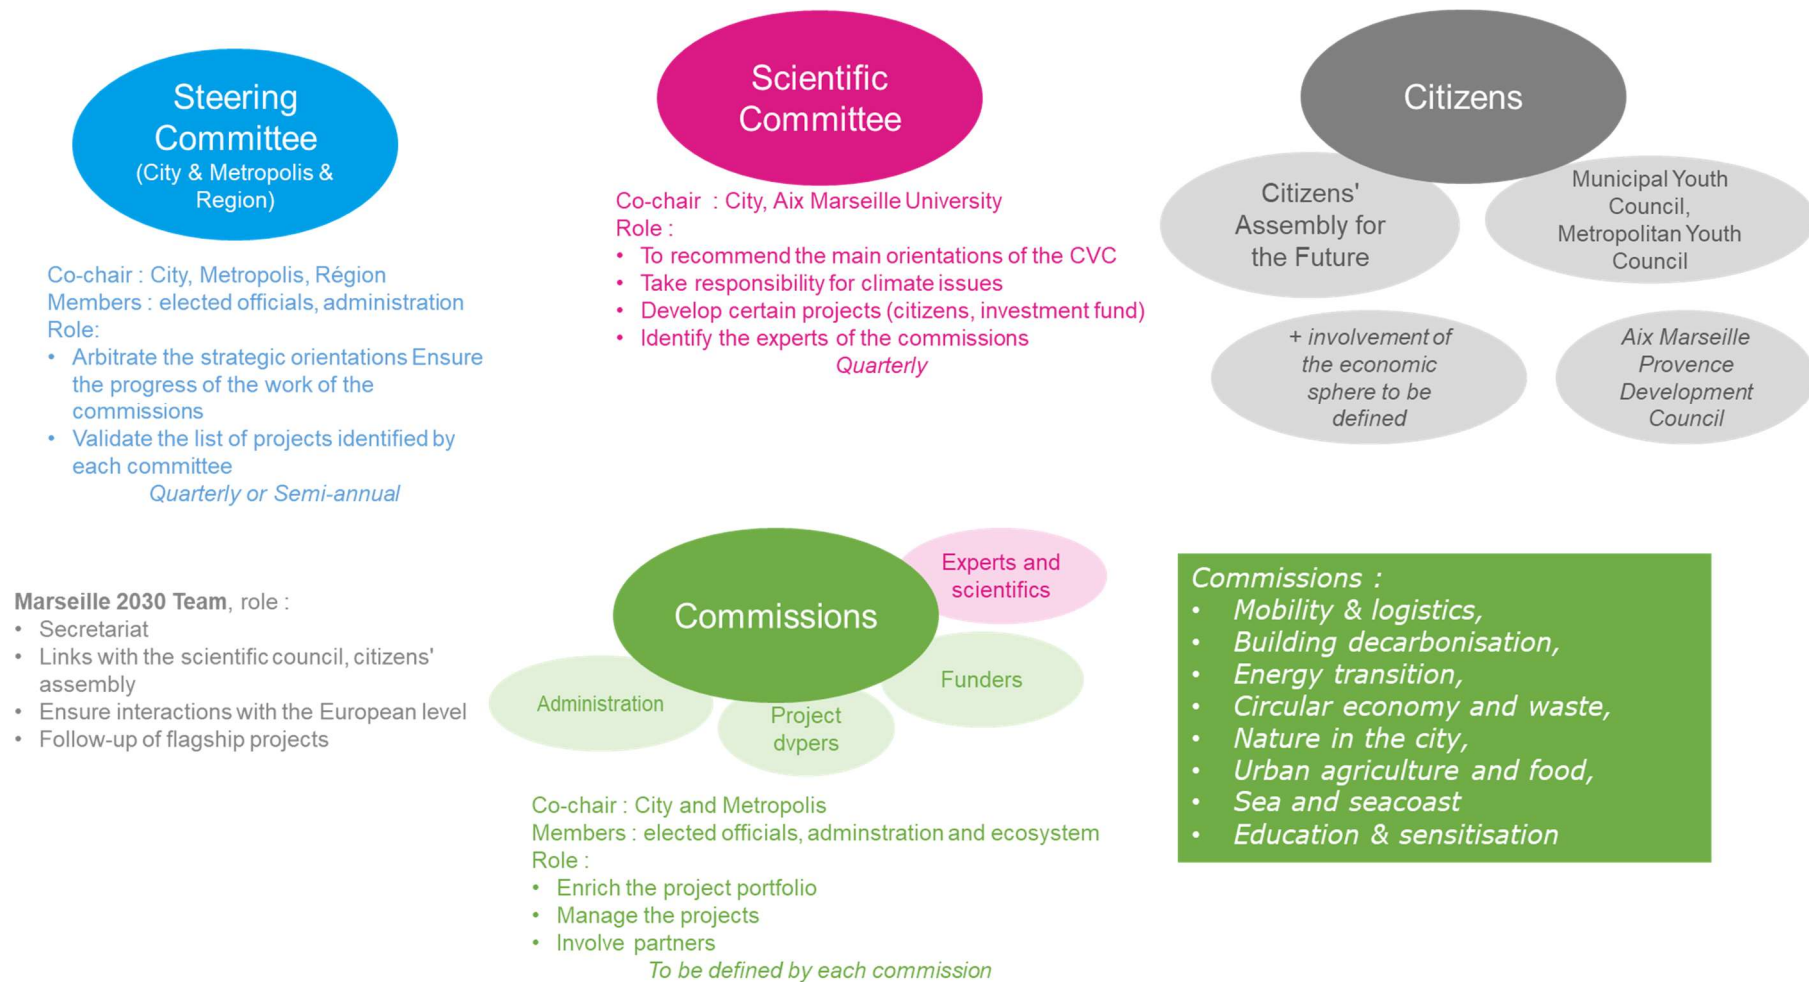 Steering
Committee
(City & Metropolis &
Region)
Co-chair : City, Metropolis, Région
Members : elected officials, administration
Role:
• Arbitrate the strategic orientations Ensure
the progress of the work of the
commissions
• Validate the list of projects identified by
each committee
Quarterly or Semi-annual
Scientific
Committee
Co-chair : City, Aix Marseille University
Role :
• To recommend the main orientations of the CVC
• Take responsibility for climate issues
• Develop certain projects (citizens, investment fund)
• Identify the experts of the commissions
Quarterly
Citizens
Citizens'
Assembly for
the Future
Municipal Youth
Council,
Metropolitan Youth
Council
+ involvement of
the economic
sphere to be
defined
Aix Marseille
Provence
Development
Council
Marseille 2030 Team, role :
• Secretariat
• Links with the scientific council, citizens'
assembly
• Ensure interactions with the European level
• Follow-up of flagship projects
Commissions
Experts and
scientifics
Funders
Project
dvpers
Administration
Co-chair : City and Metropolis
Members : elected officials, adminstration and ecosystem
Role :
• Enrich the project portfolio
• Manage the projects
• Involve partners
To be defined by each commission
Commissions :
• Mobility & logistics,
• Building decarbonisation,
• Energy transition,
• Circular economy and waste,
• Nature in the city,
• Urban agriculture and food,
• Sea and seacoast
• Education & sensitisation